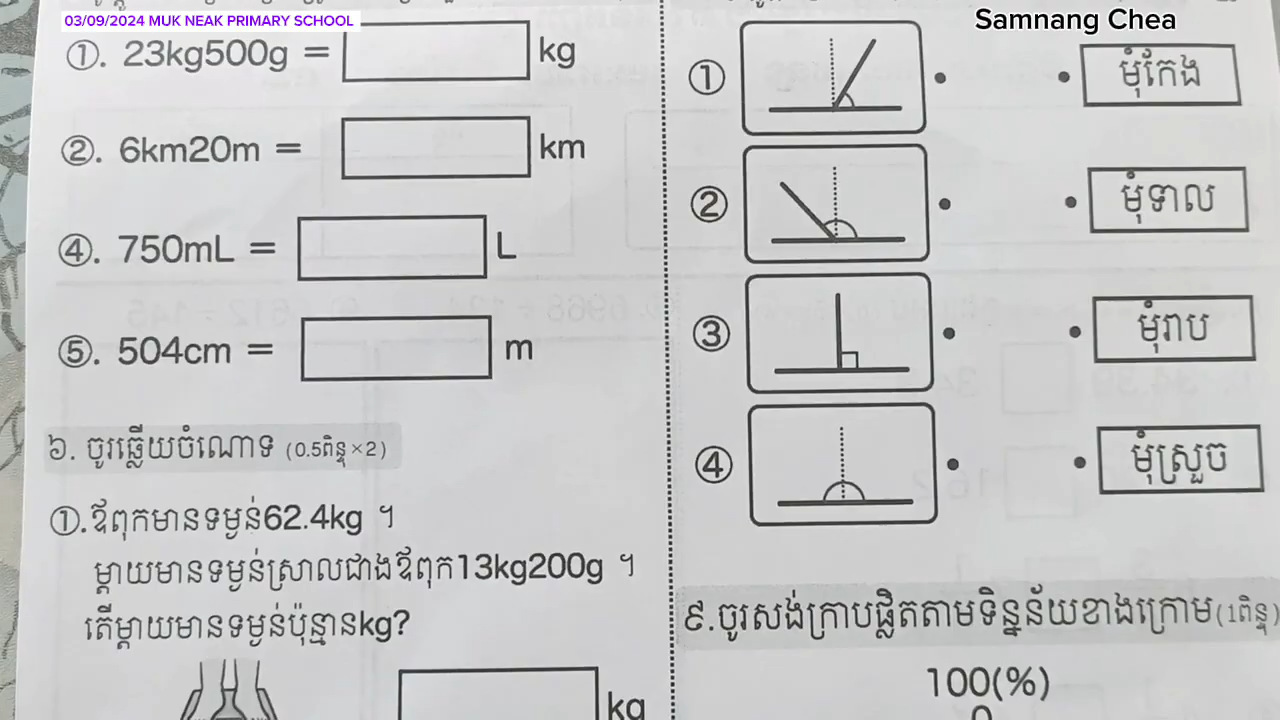 03/09/2024 MUK NEAK PRIMARY SCHOOL
Samnang Chea
①. 23kg500g = kg
②. 6km20m = km
④. 750mL = L
⑤. 504cm = m
៦. ចូរឆ្លើយចំណោទ (0.5ពិន្ទុ×2)
①.ឪពុកមានទម្ងន់62.4kg ។
ម្តាយមានទម្ងន់ស្រាលជាងឪពុក13kg200g ។
តើម្តាយមានទម្ងន់ប៉ុន្មានkg?
kg
① មុំកែង
② មុំទាល
③ មុំរាប
④ មុំស្រួច
៩.ចូរសង់ក្រាបផ្លិតតាមទិន្នន័យខាងក្រោម(1ពិន្ទុ)
100(%)
0